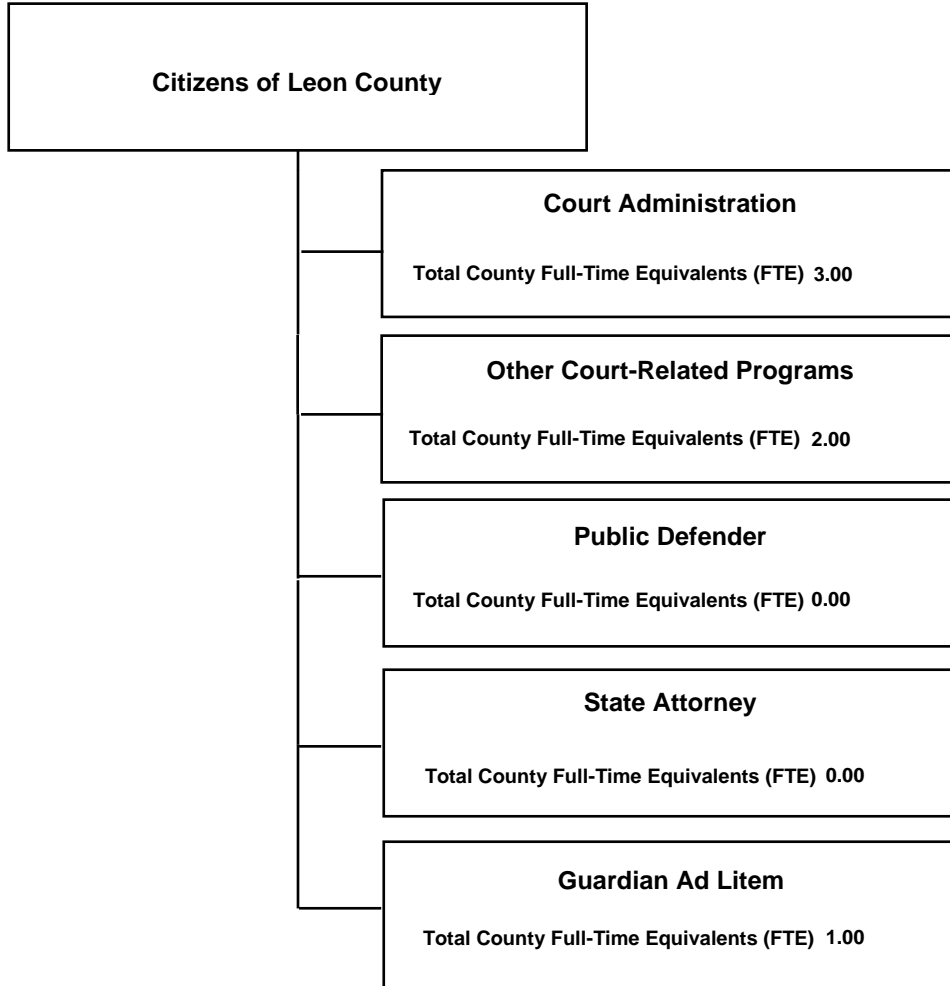 Citizens of Leon County
Court Administration
Total County Full-Time Equivalents (FTE) 3.00
Other Court-Related Programs
Total County Full-Time Equivalents (FTE) 2.00
Public Defender
Total County Full-Time Equivalents (FTE) 0.00
State Attorney
Total County Full-Time Equivalents (FTE) 0.00
Guardian Ad Litem
Total County Full-Time Equivalents (FTE) 1.00